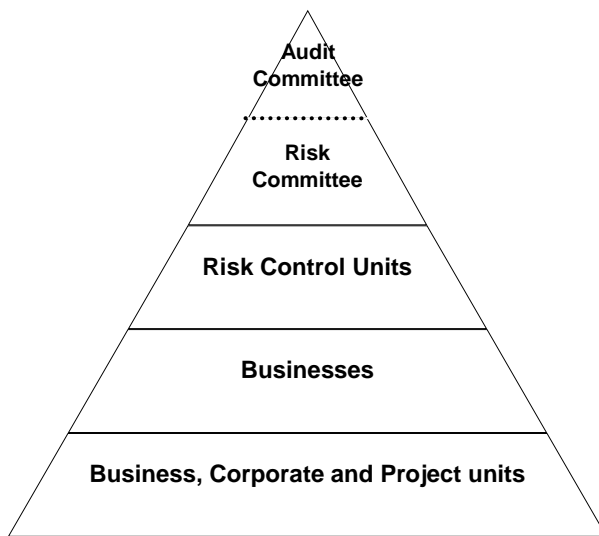 Audit
Committee
Risk
Committee
Risk Control Units
Businesses
Business, Corporate and Project units